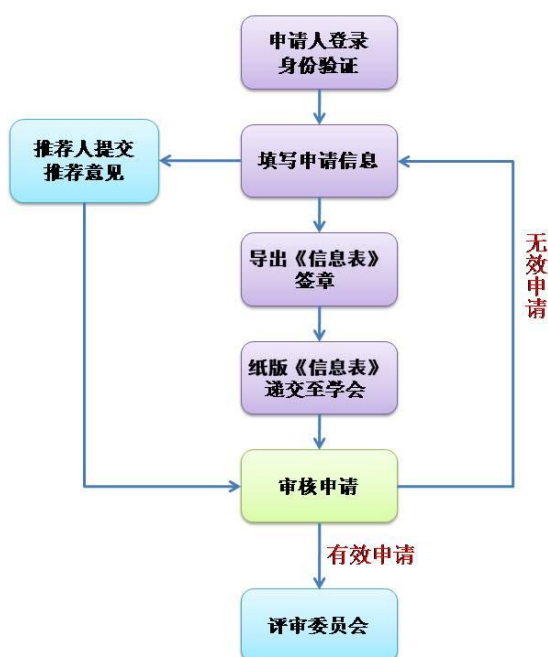 申请人登录
身份验证
推荐人提交
推荐意见
填写申请信息
无效申请
导出《信息表》
签章
纸版《信息表》
递交至学会
审核申请
有效申请
评审委员会